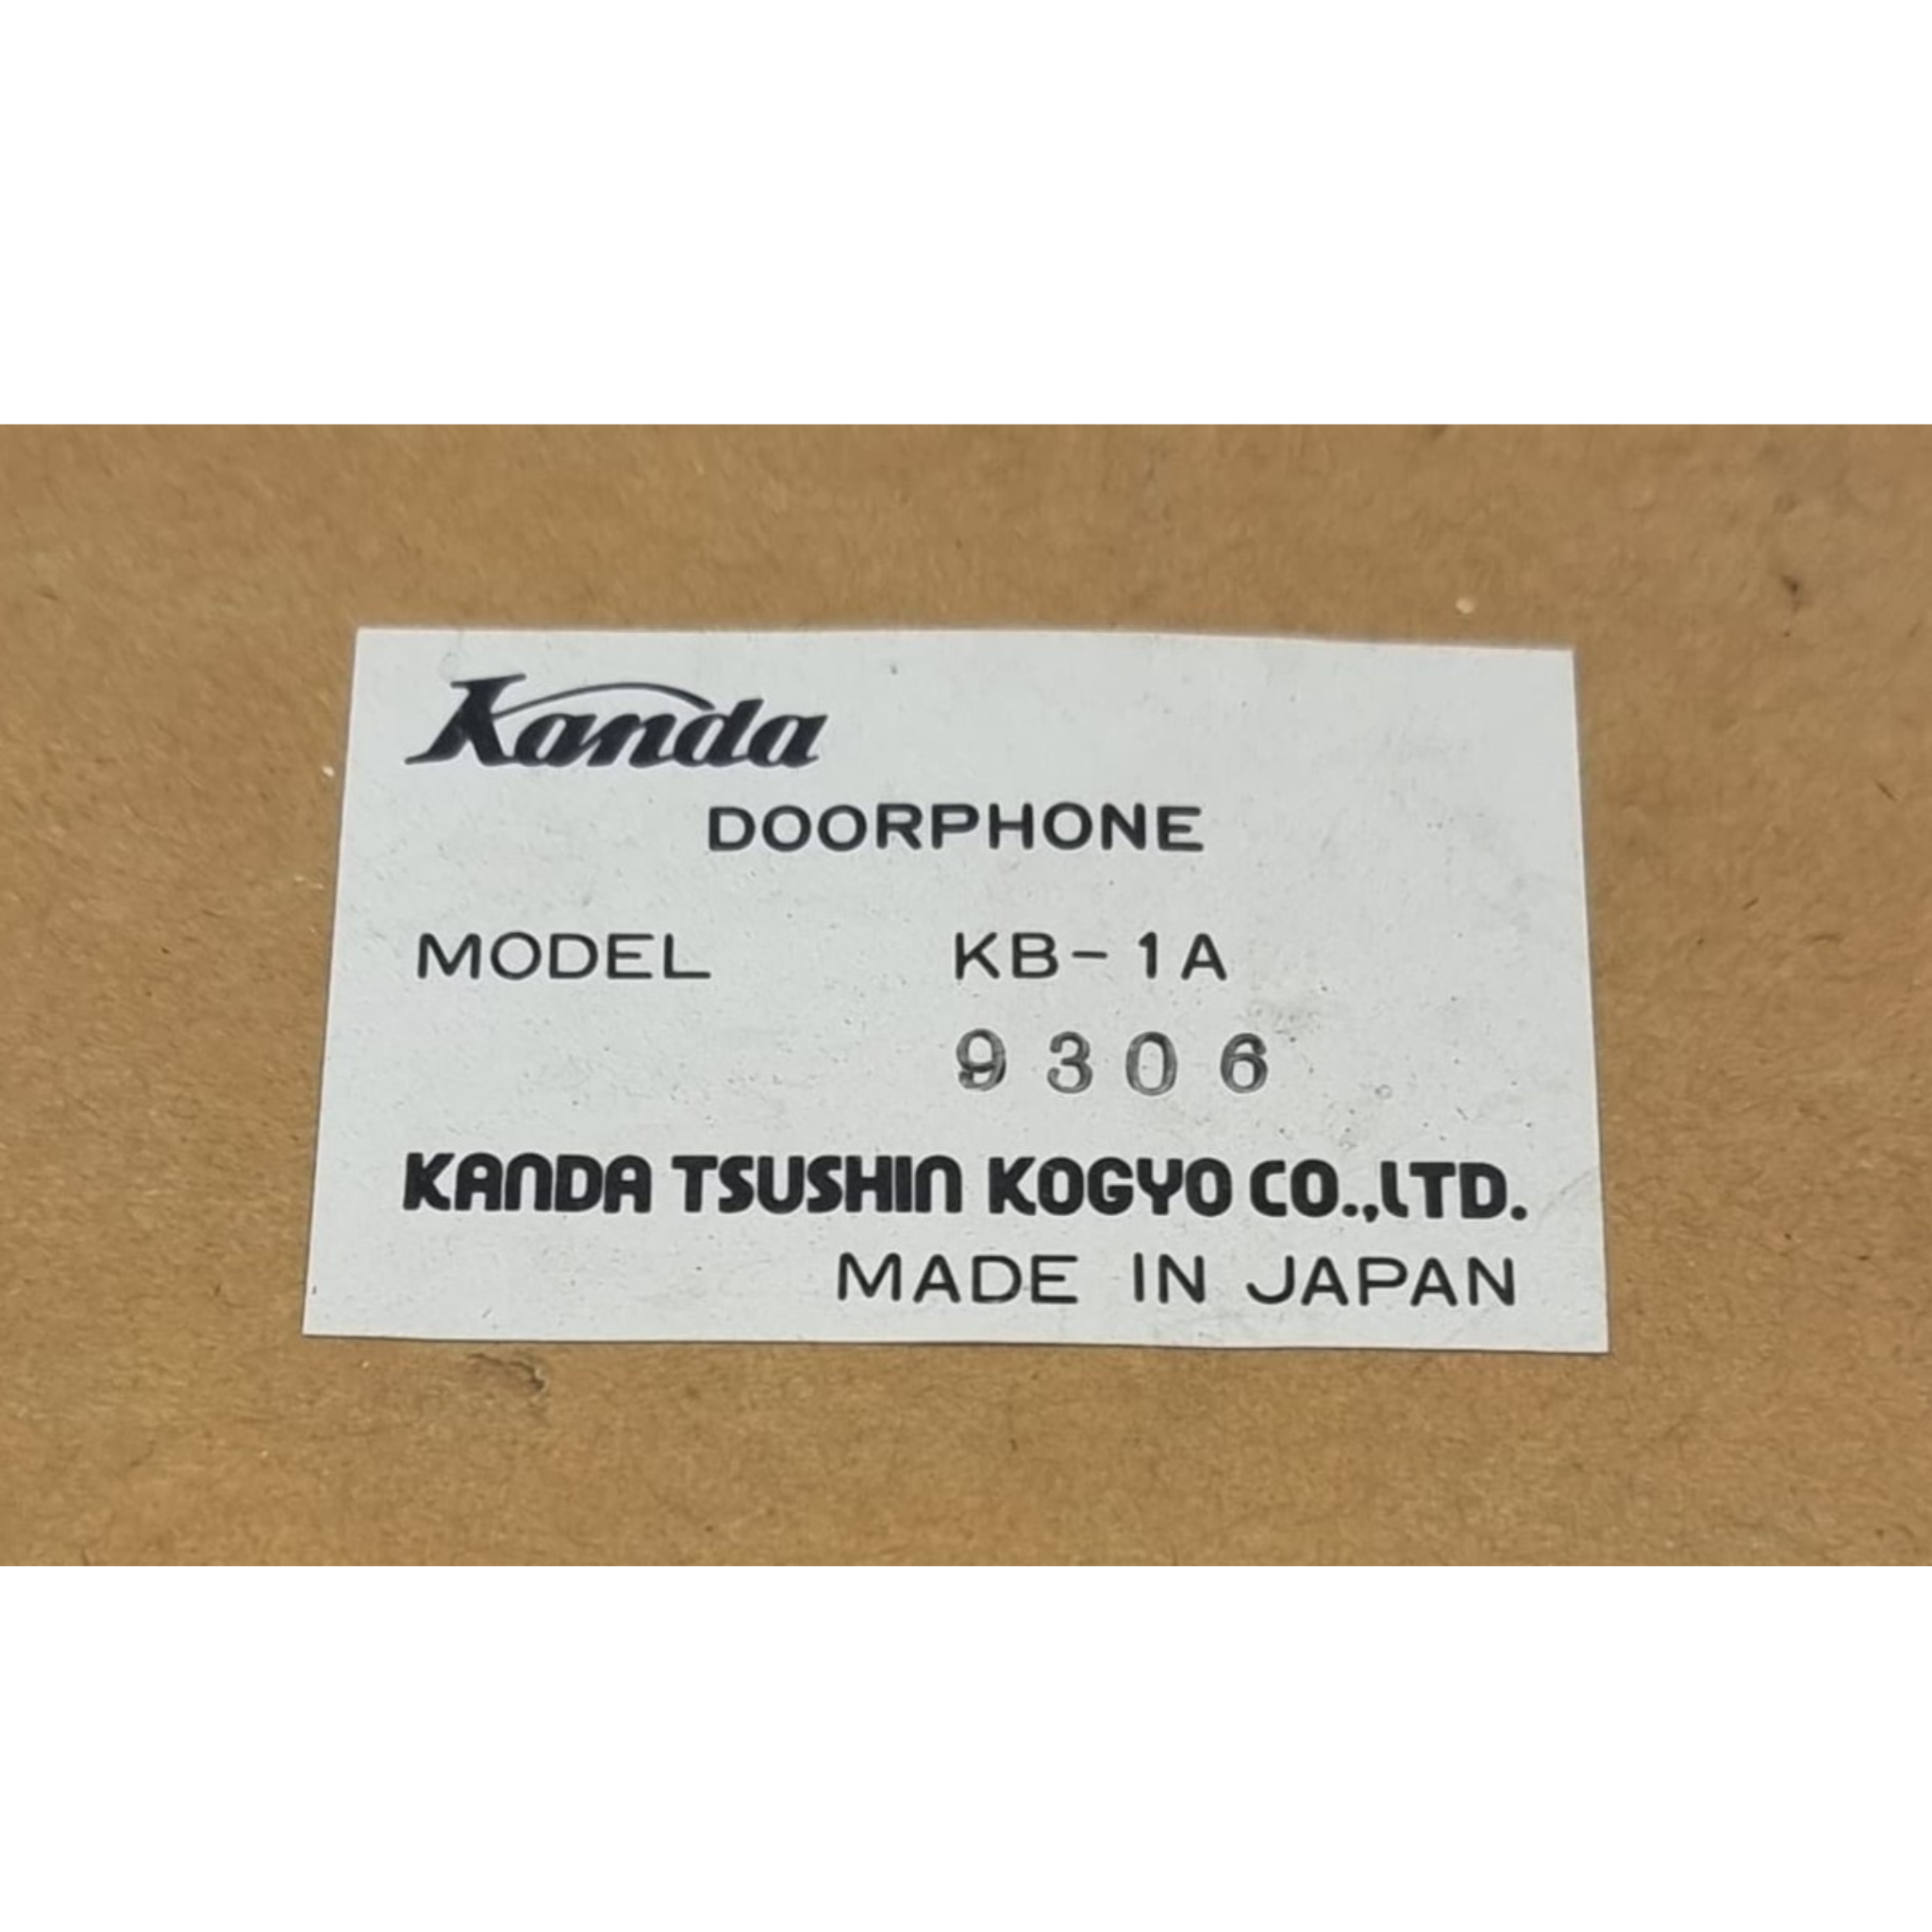 Kanda
DOORPHONE
MODEL KB-1A
9306
KANDA TSUSHIN KOGYO CO.,LTD.
MADE IN JAPAN